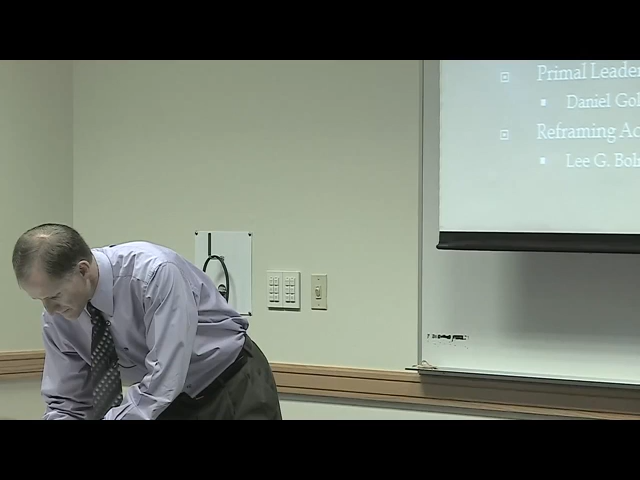 Primal Leader
Daniel Gol
Reframing Ac
Lee G. Bol